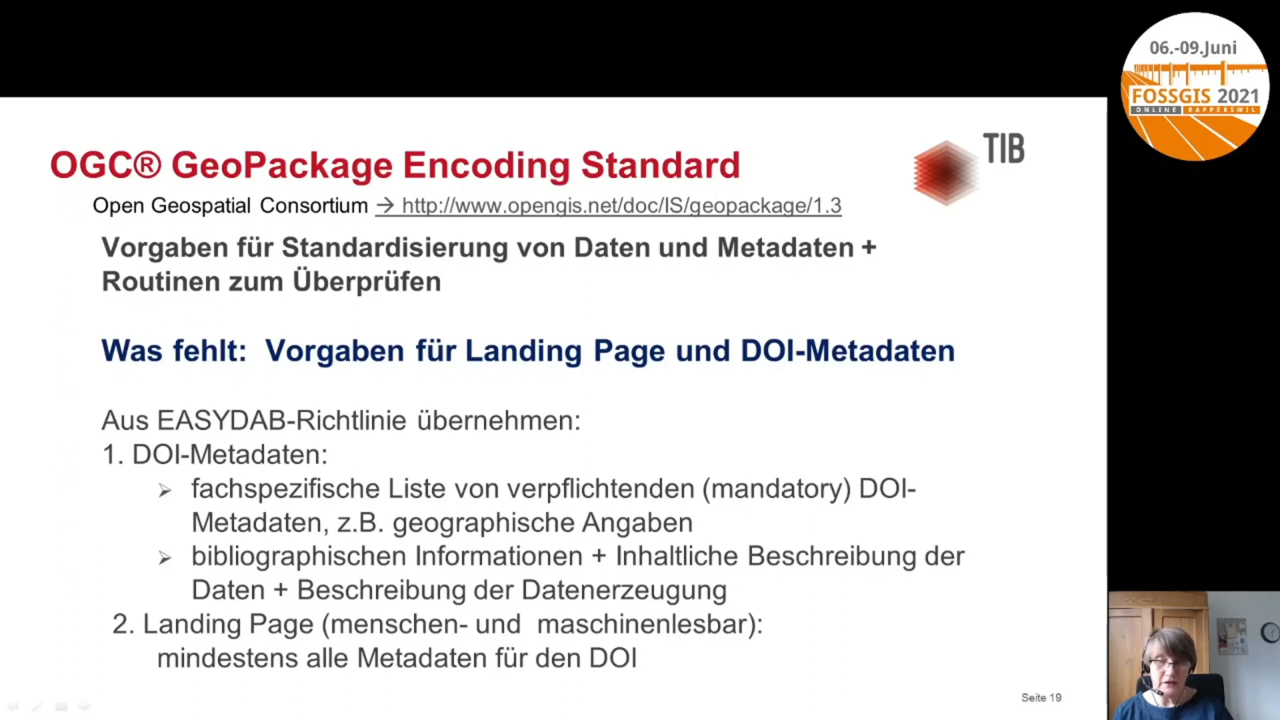 06.-09.Juni
FOSSGIS 2021
ONLINE RAPPERSWIL
TIB
OGC® GeoPackage Encoding Standard
Open Geospatial Consortium → http://www.opengis.net/doc/IS/geopackage/1.3
Vorgaben für Standardisierung von Daten und Metadaten +
Routinen zum Überprüfen
Was fehlt: Vorgaben für Landing Page und DOI-Metadaten
Aus EASYDAB-Richtlinie übernehmen:
1. DOI-Metadaten:
➢ fachspezifische Liste von verpflichtenden (mandatory) DOI-
Metadaten, z.B. geographische Angaben
➢ bibliographischen Informationen + Inhaltliche Beschreibung der
Daten + Beschreibung der Datenerzeugung
2. Landing Page (menschen- und maschinenlesbar):
mindestens alle Metadaten für den DOI
Seite 19